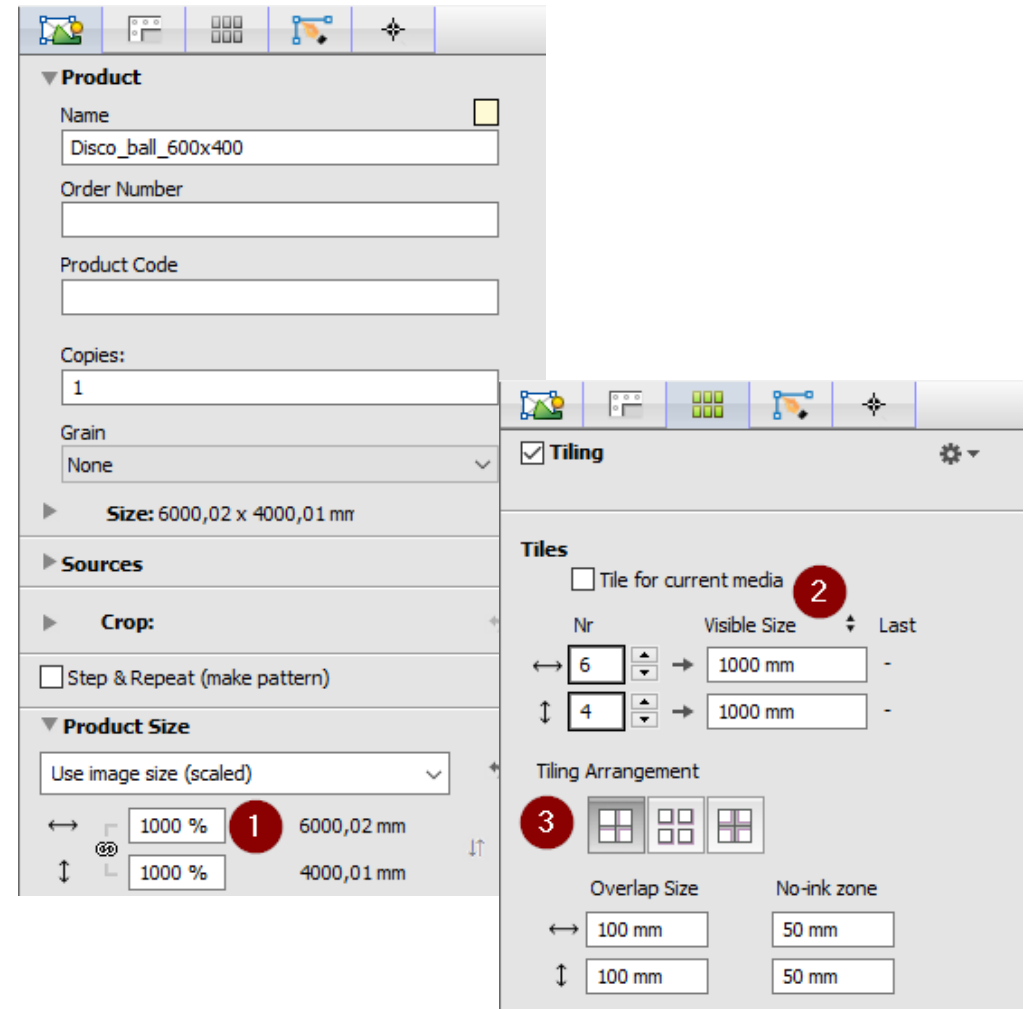 Product
Name
Disco_ball_600x400
Order Number
Product Code
Copies:
1
Grain
None
Size: 6000,02 x 4000,01 mm
Sources
Crop:
Step & Repeat (make pattern)
Product Size
Use image size (scaled)
1000 % 1 6000,02 mm
1000 % 4000,01 mm
Tiling
Tiles
Tile for current media 2
Nr Visible Size Last
6 1000 mm -
4 1000 mm -
Tiling Arrangement
3
Overlap Size No-ink zone
100 mm 50 mm
100 mm 50 mm